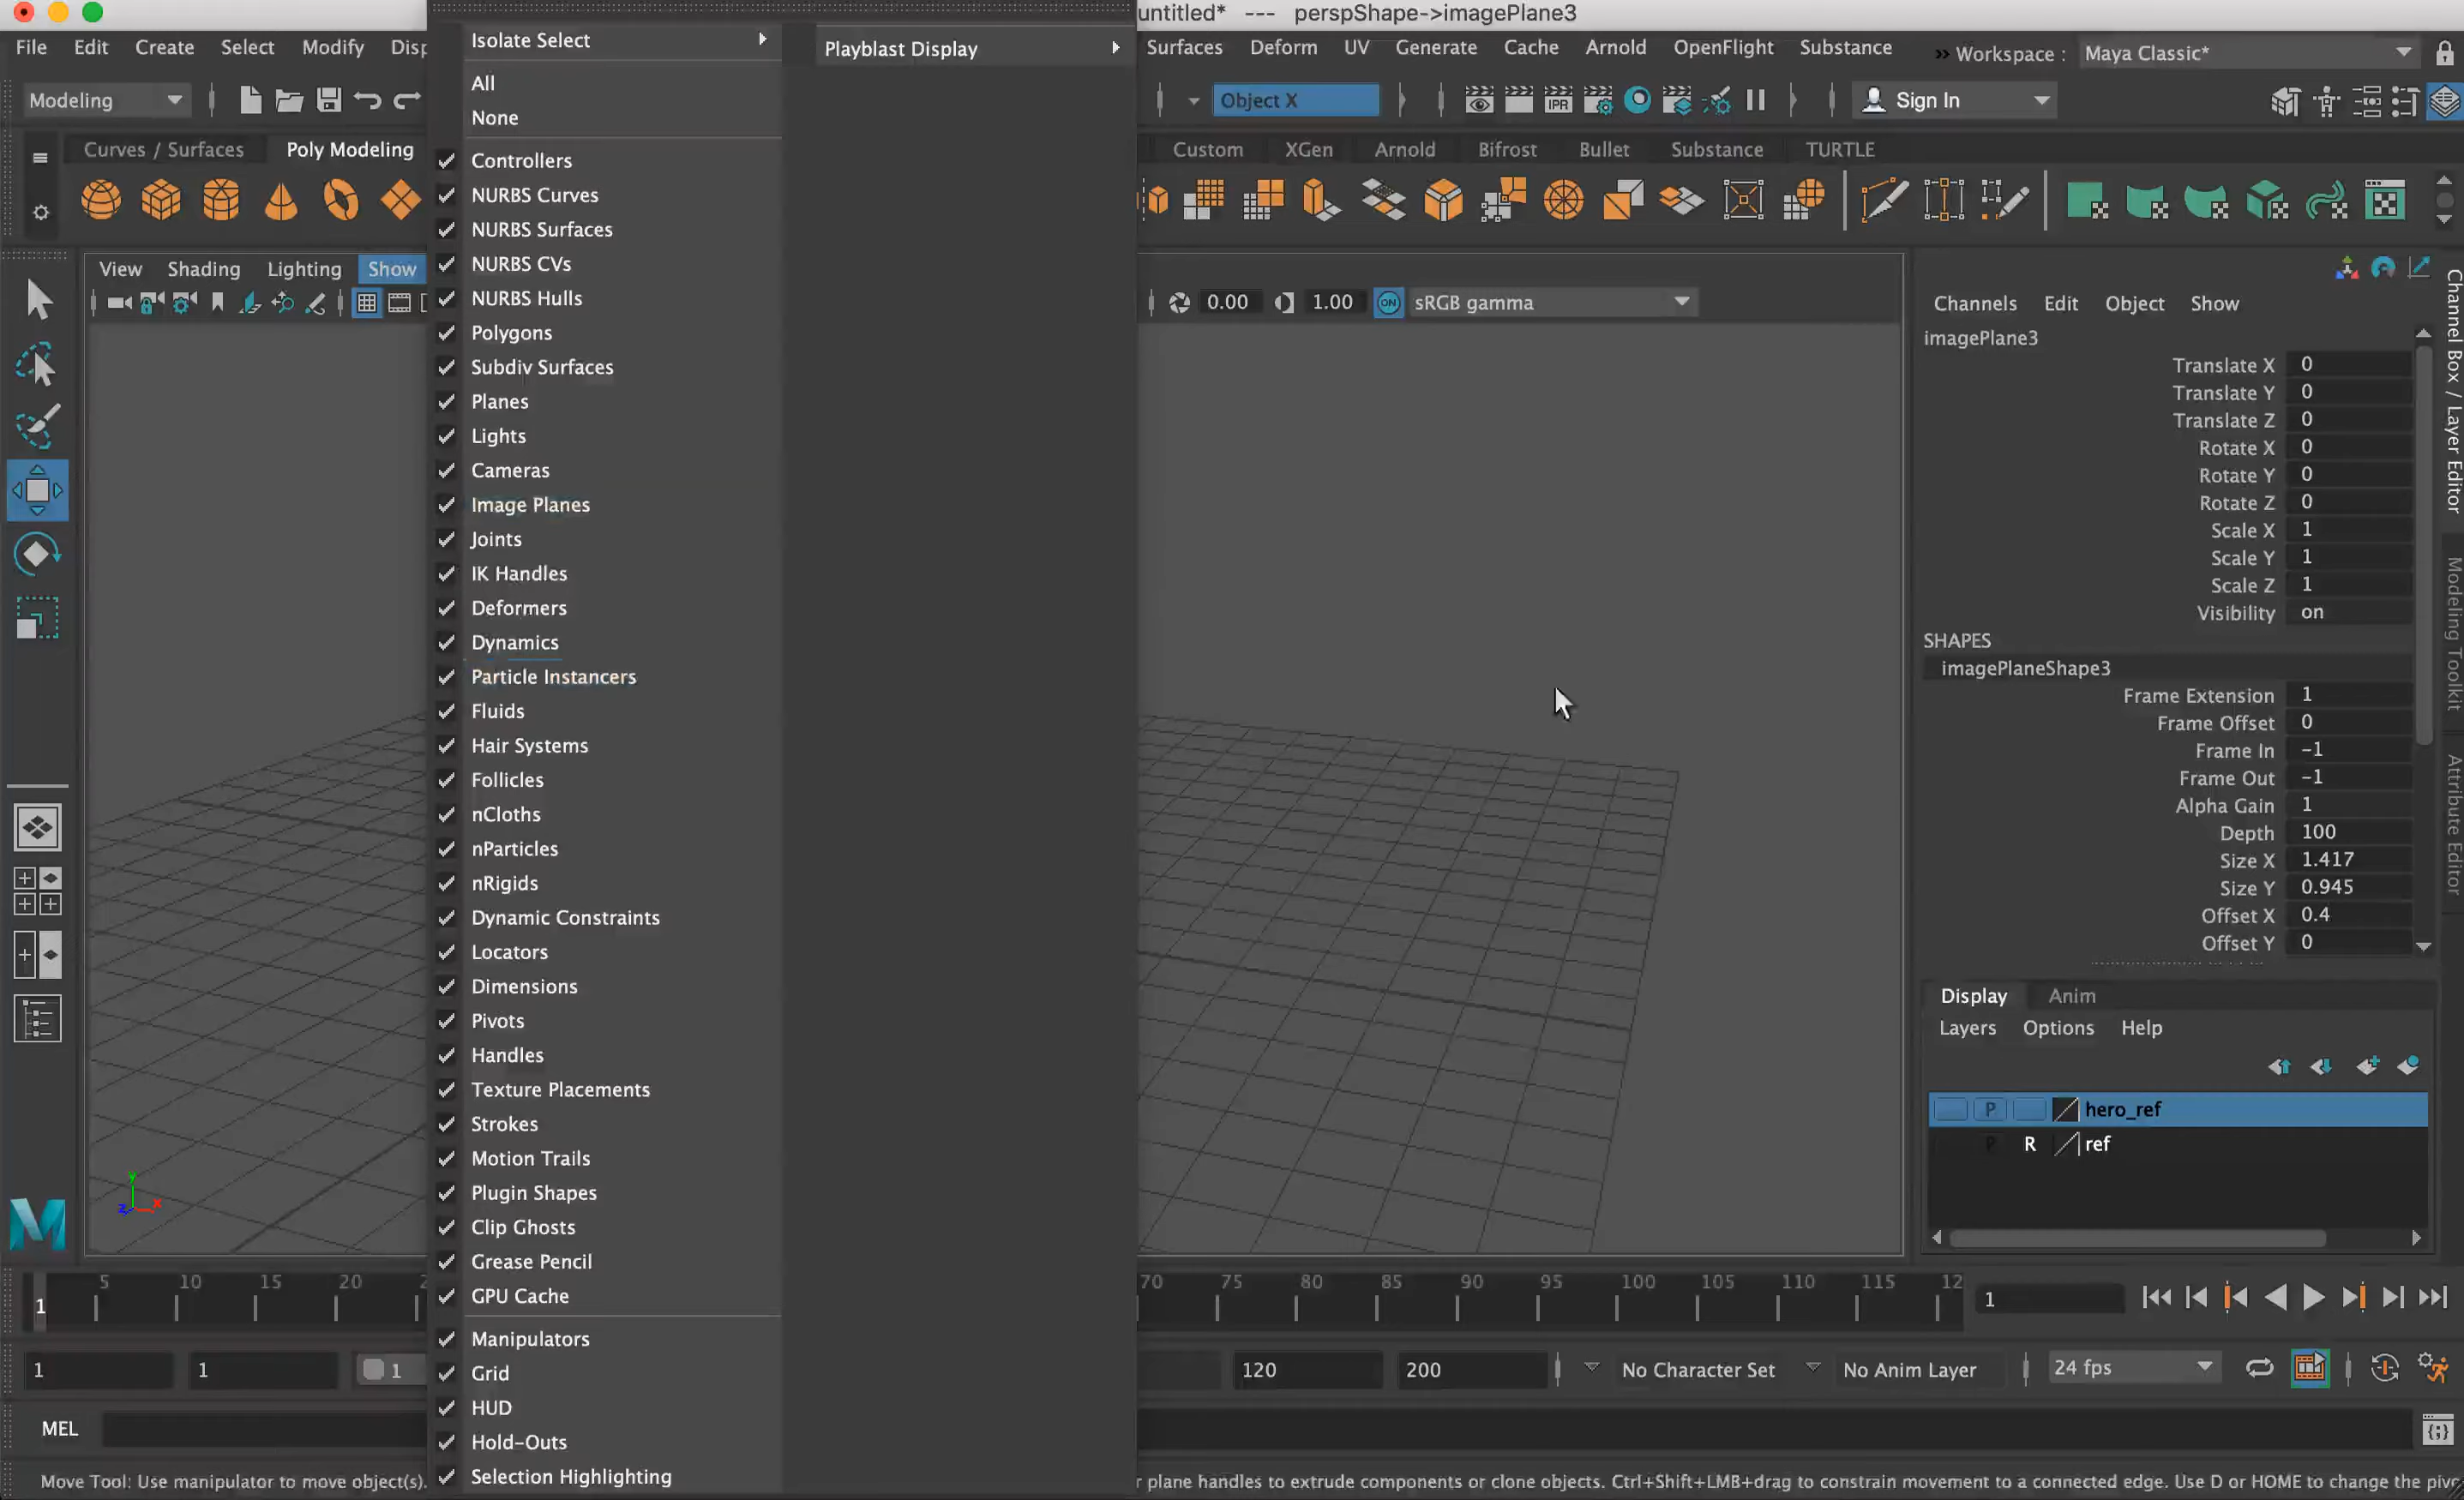 untitled* --- perspShape->imagePlane3
File Edit Create Select Modify Disp
Surfaces Deform UV Generate Cache Arnold OpenFlight Substance
» Workspace : Maya Classic*
Modeling
Object X
IPR
Sign In
Curves / Surfaces Poly Modeling
Custom XGen Arnold Bifrost Bullet Substance TURTLE
View Shading Lighting Show
0.00 1.00 ON sRGB gamma
Isolate Select
All
None
Controllers
NURBS Curves
NURBS Surfaces
NURBS CVs
NURBS Hulls
Polygons
Subdiv Surfaces
Planes
Lights
Cameras
Image Planes
Joints
IK Handles
Deformers
Dynamics
Particle Instancers
Fluids
Hair Systems
Follicles
nCloths
nParticles
nRigids
Dynamic Constraints
Locators
Dimensions
Pivots
Handles
Texture Placements
Strokes
Motion Trails
Plugin Shapes
Clip Ghosts
Grease Pencil
GPU Cache
Manipulators
Grid
HUD
Hold-Outs
Selection Highlighting
Playblast Display
Channels Edit Object Show
imagePlane3
Translate X 0
Translate Y 0
Translate Z 0
Rotate X 0
Rotate Y 0
Rotate Z 0
Scale X 1
Scale Y 1
Scale Z 1
Visibility on
SHAPES
imagePlaneShape3
Frame Extension 1
Frame Offset 0
Frame In -1
Frame Out -1
Alpha Gain 1
Depth 100
Size X 1.417
Size Y 0.945
Offset X 0.4
Offset Y 0
Channel Box / Layer Editor
Modeling Toolkit
Attribute Editor
Display Anim
Layers Options Help
P hero_ref
P R ref
y
z x
M
5 10 15 20 2
70 75 80 85 90 95 100 105 110 115 12
1
1
1 1 1
120 200 No Character Set No Anim Layer 24 fps
MEL
Move Tool: Use manipulator to move object(s).
r plane handles to extrude components or clone objects. Ctrl+Shift+LMB+drag to constrain movement to a connected edge. Use D or HOME to change the pivo